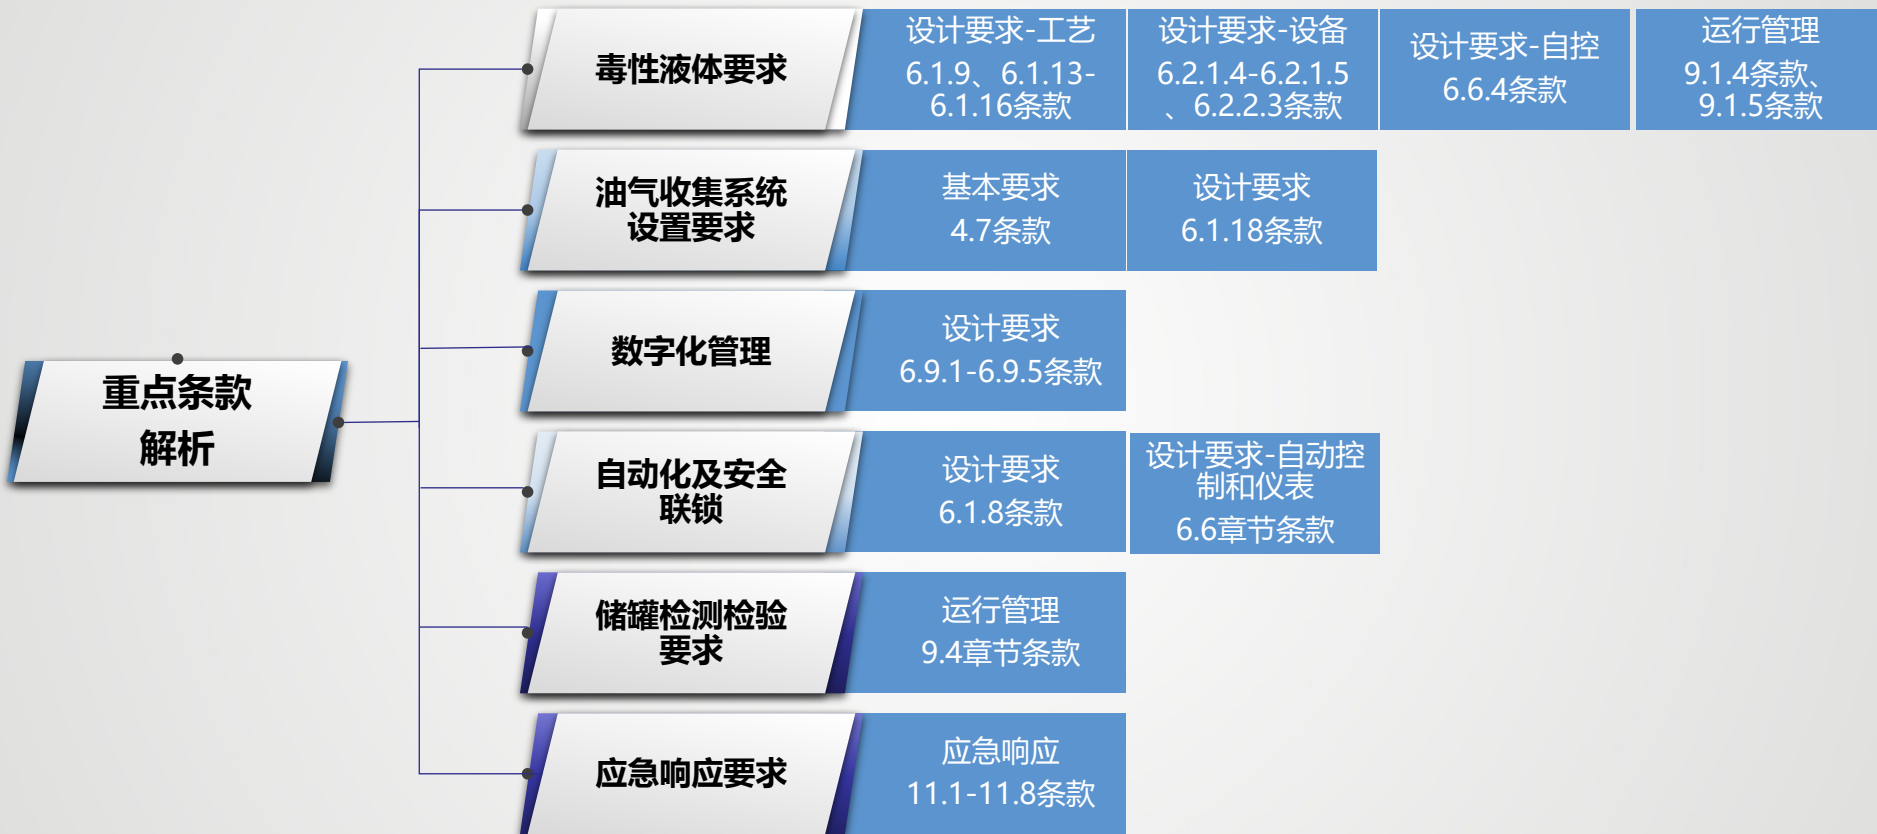 重点条款
解析
毒性液体要求
设计要求-工艺
6.1.9、6.1.13-
6.1.16条款
设计要求-设备
6.2.1.4-6.2.1.5
、6.2.2.3条款
设计要求-自控
6.6.4条款
运行管理
9.1.4条款、
9.1.5条款
油气收集系统
设置要求
基本要求
4.7条款
设计要求
6.1.18条款
数字化管理
设计要求
6.9.1-6.9.5条款
自动化及安全
联锁
设计要求
6.1.8条款
设计要求-自动控
制和仪表
6.6章节条款
储罐检测检验
要求
运行管理
9.4章节条款
应急响应要求
应急响应
11.1-11.8条款